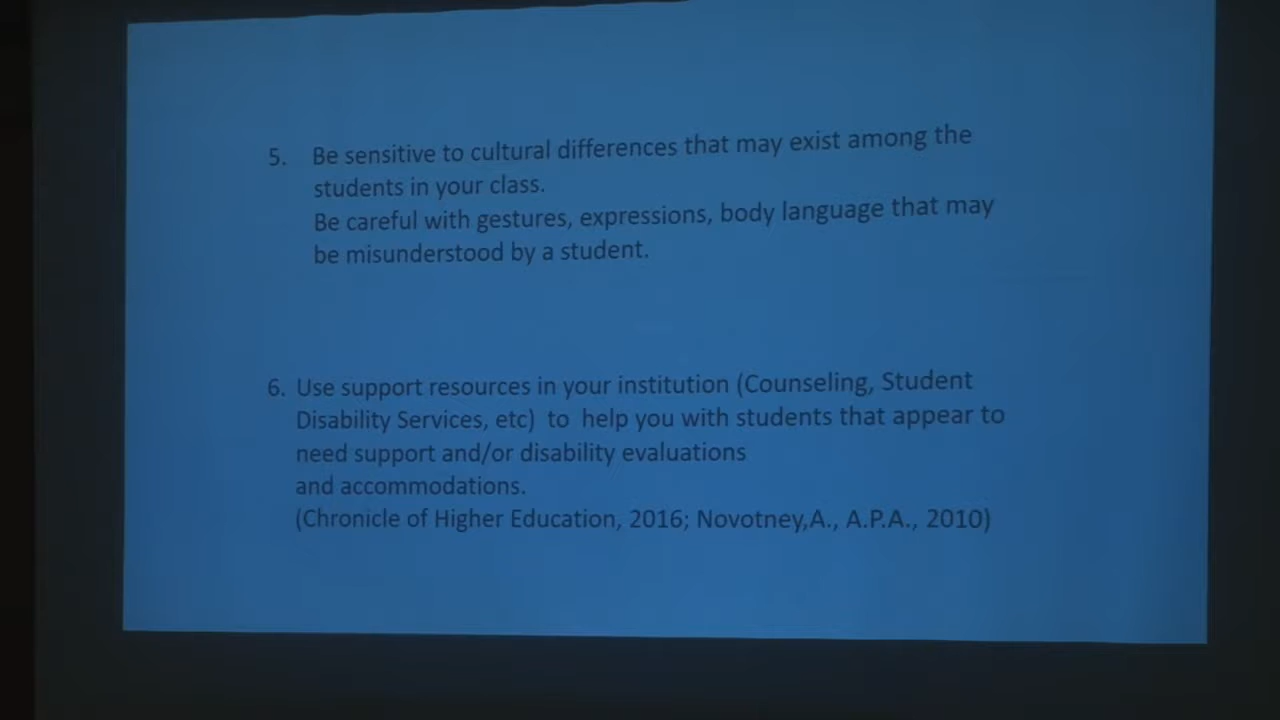 5. Be sensitive to cultural differences that may exist among the
students in your class.
Be careful with gestures, expressions, body language that may
be misunderstood by a student.
6. Use support resources in your institution (Counseling, Student
Disability Services, etc) to help you with students that appear to
need support and/or disability evaluations
and accommodations.
(Chronicle of Higher Education, 2016; Novotney,A., A.P.A., 2010)